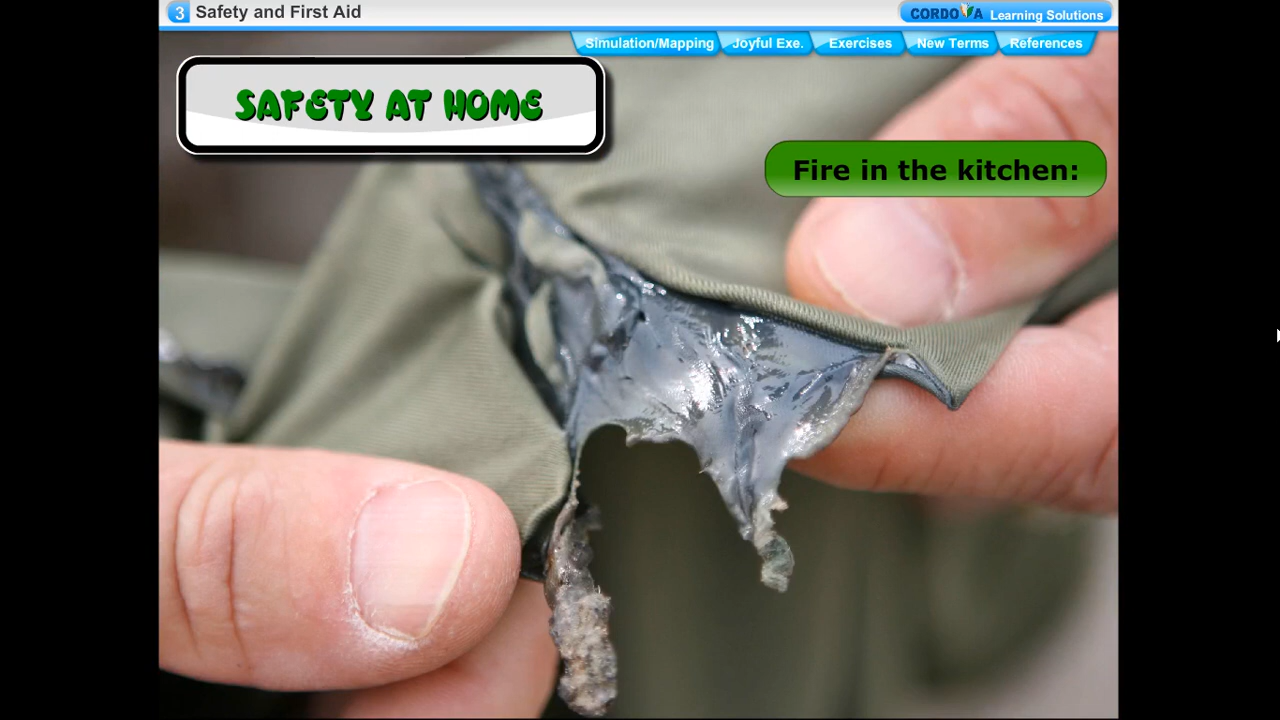 3 Safety and First Aid
CORDOVA Learning Solutions
Simulation/Mapping Joyful Exe. Exercises New Terms References
SAFETY AT HOME
Fire in the kitchen: